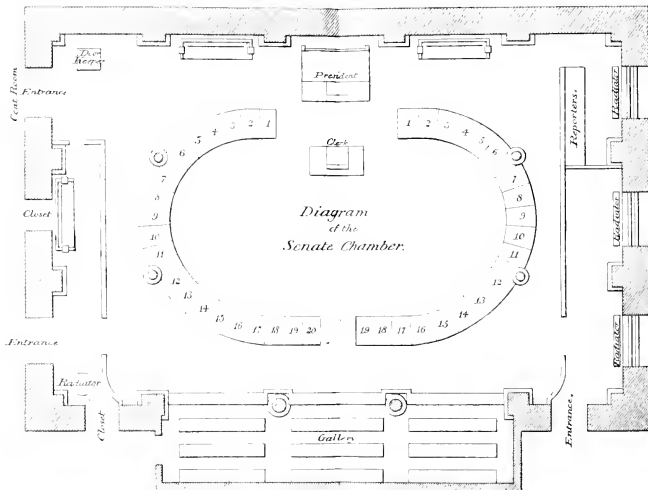 Door
Keeper
President
Coat Room
Entrance
Radiator
Reporters.
Clerk
1
2
3
4
5
6
7
8
9
10
11
12
13
14
15
16
17
18
19
20
1
2
3
4
5
6
7
8
9
10
11
12
13
14
15
16
17
18
19
Closet
Radiator
Diagram
of the
Senate Chamber.
Entrance
Radiator
Radiator
Closet
Gallery
Entrance.